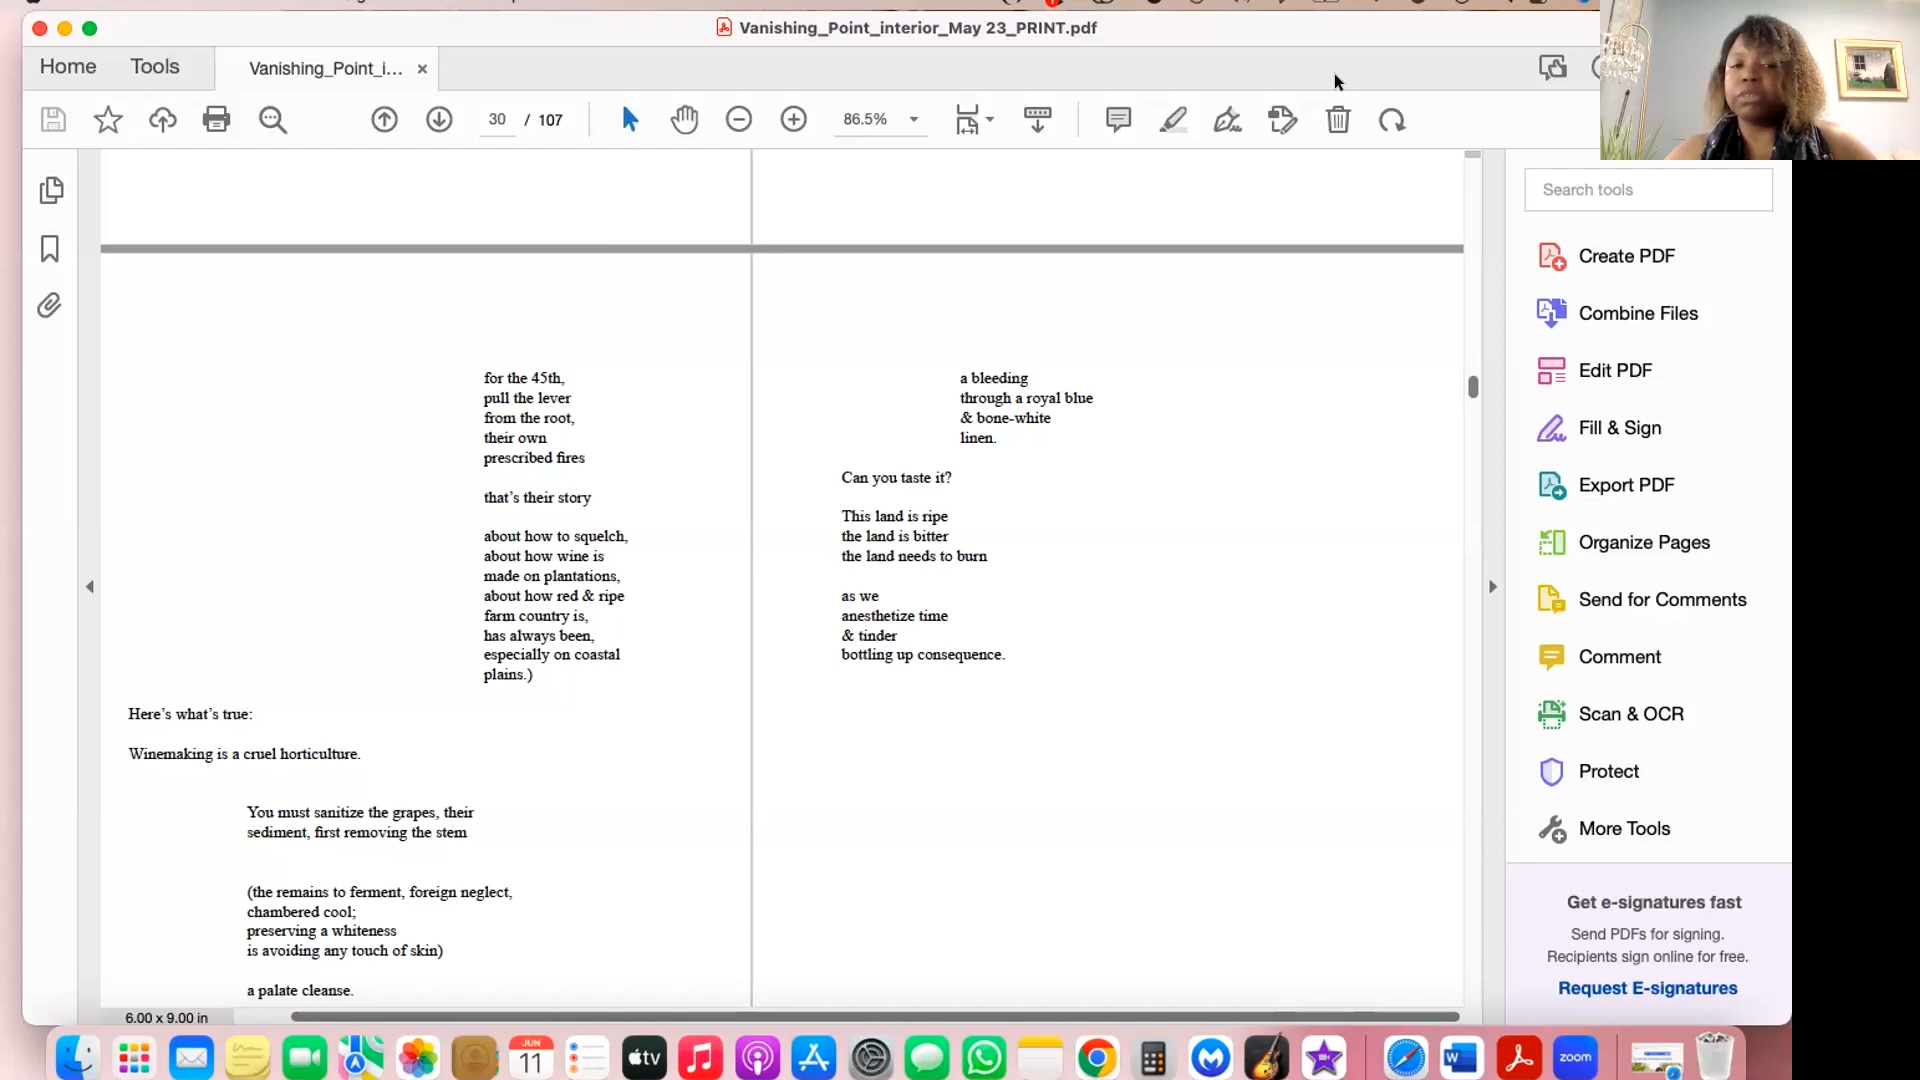 Vanishing_Point_interior_May 23_PRINT.pdf
Home
Tools
Vanishing_Point_i...
30 / 107
86.5%
for the 45th,
pull the lever
from the root,
their own
prescribed fires
that's their story
about how to squelch,
about how wine is
made on plantations,
about how red & ripe
farm country is,
has always been,
especially on coastal
plains.)
Here's what's true:
Winemaking is a cruel horticulture.
You must sanitize the grapes, their
sediment, first removing the stem
(the remains to ferment, foreign neglect,
chambered cool;
preserving a whiteness
is avoiding any touch of skin)
a palate cleanse.
a bleeding
through a royal blue
& bone-white
linen.
Can you taste it?
This land is ripe
the land is bitter
the land needs to burn
as we
anesthetize time
& tinder
bottling up consequence.
6.00 x 9.00 in
Search tools
Create PDF
Combine Files
Edit PDF
Fill & Sign
Export PDF
Organize Pages
Send for Comments
Comment
Scan & OCR
Protect
More Tools
Get e-signatures fast
Send PDFs for signing.
Recipients sign online for free.
Request E-signatures
JUN
11
tv
W
zoom